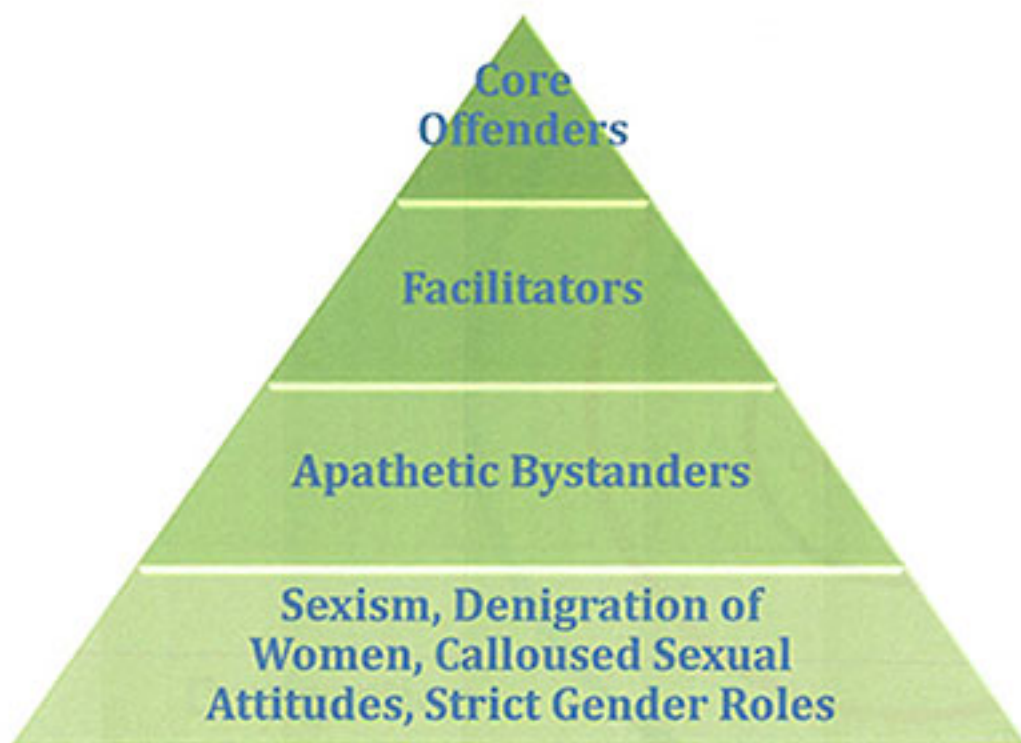 Core
Offenders
Facilitators
Apathetic Bystanders
Sexism, Denigration of
Women, Calloused Sexual
Attitudes, Strict Gender Roles